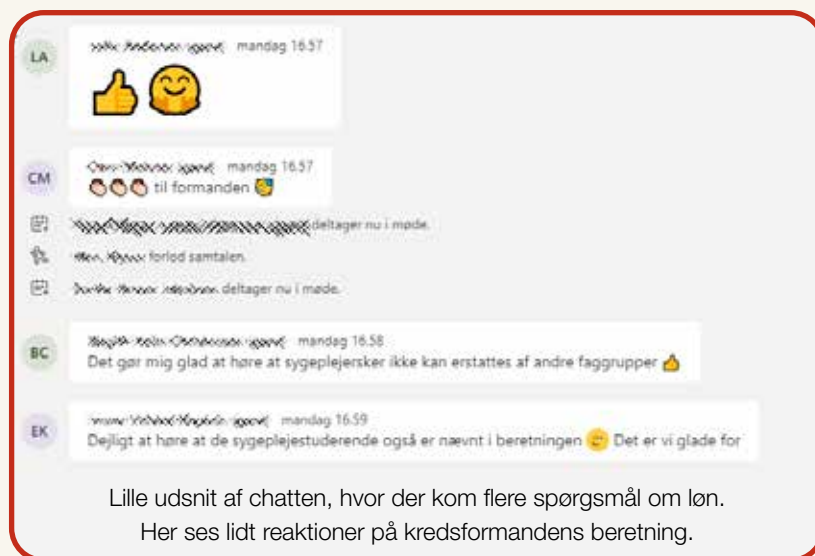 LA
mandag 16.57
CM
mandag 16.57
til formanden
deltager nu i møde.
forlod samtalen.
deltager nu i møde.
BC
mandag 16.58
Det gør mig glad at høre at sygeplejersker ikke kan erstattes af andre faggrupper
EK
mandag 16.59
Dejligt at høre at de sygeplejestuderende også er nævnt i beretningen Det er vi glade for
Lille udsnit af chatten, hvor der kom flere spørgsmål om løn.
Her ses lidt reaktioner på kredsformandens beretning.